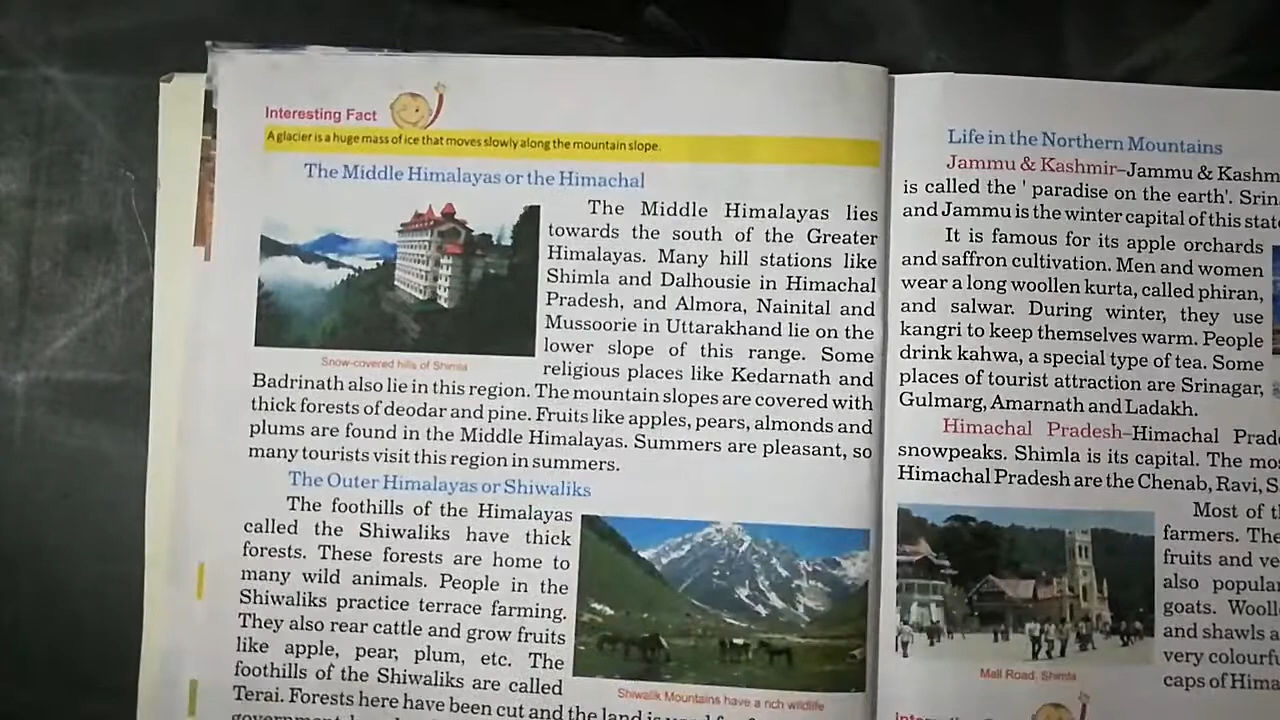 Interesting Fact
A glacier is a huge mass of ice that moves slowly along the mountain slope.
The Middle Himalayas or the Himachal
The Middle Himalayas lies
towards the south of the Greater
Himalayas. Many hill stations like
Shimla and Dalhousie in Himachal
Pradesh, and Almora, Nainital and
Mussoorie in Uttarakhand lie on the
lower slope of this range. Some
religious places like Kedarnath and
Snow-covered hills of Shimla
Badrinath also lie in this region. The mountain slopes are covered with
thick forests of deodar and pine. Fruits like apples, pears, almonds and
plums are found in the Middle Himalayas. Summers are pleasant, so
many tourists visit this region in summers.
The Outer Himalayas or Shiwaliks
The foothills of the Himalayas
called the Shiwaliks have thick
forests. These forests are home to
many wild animals. People in the
Shiwaliks practice terrace farming.
They also rear cattle and grow fruits
like apple, pear, plum, etc. The
foothills of the Shiwaliks are called
Shiwalik Mountains have a rich wildlife
Terai. Forests here have been cut and the land is
Life in the Northern Mountains
Jammu & Kashmir–Jammu & Kashm
is called the ' paradise on the earth'. Srin
and Jammu is the winter capital of this stat
It is famous for its apple orchards
and saffron cultivation. Men and women
wear a long woollen kurta, called phiran,
and salwar. During winter, they use
kangri to keep themselves warm. People
drink kahwa, a special type of tea. Some
places of tourist attraction are Srinagar,
Gulmarg, Amarnath and Ladakh.
Himachal Pradesh–Himachal Prad
snowpeaks. Shimla is its capital. The mo
Himachal Pradesh are the Chenab, Ravi, S
Most of t
farmers. The
fruits and ve
also popula
goats. Wooll
and shawls a
very colourfu
caps of Hima
Mall Road, Shimla